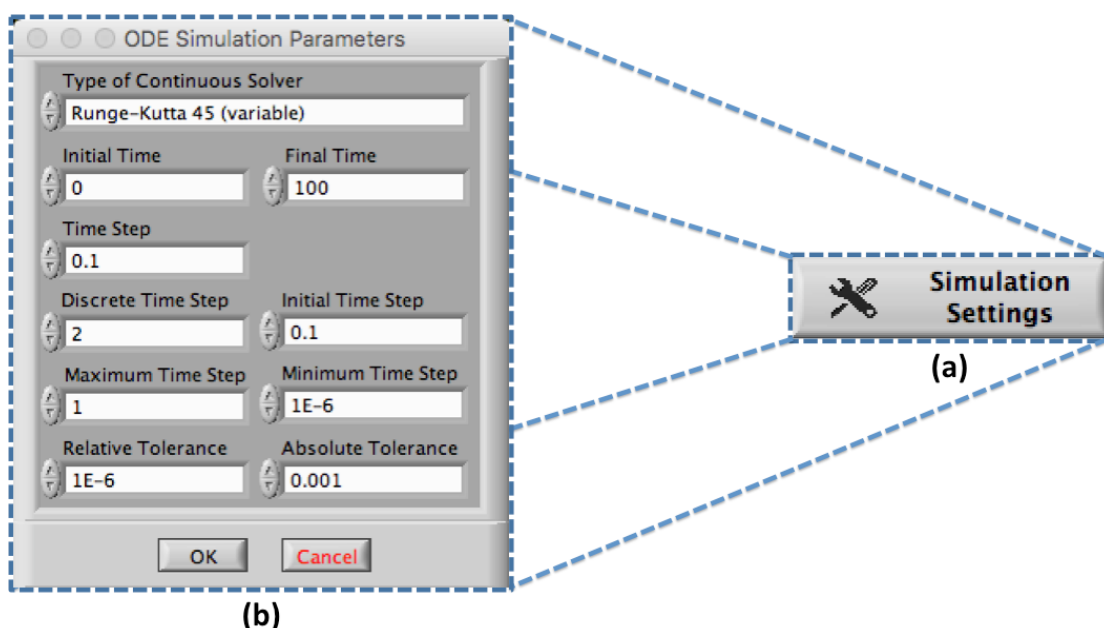 ODE Simulation Parameters
Type of Continuous Solver
Runge-Kutta 45 (variable)
Initial Time
Final Time
0
100
Time Step
0.1
Discrete Time Step
Initial Time Step
2
0.1
Maximum Time Step
Minimum Time Step
1
1E-6
Relative Tolerance
Absolute Tolerance
1E-6
0.001
OK
Cancel
(b)
Simulation
Settings
(a)